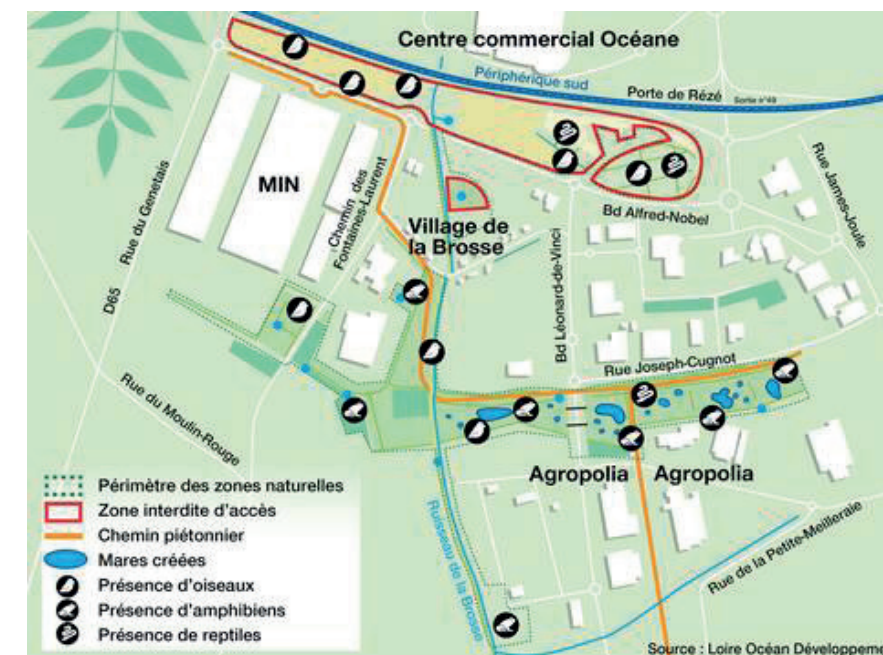 Centre commercial Océane
Périphérique sud
Porte de Rézé
Sortie n°49
Rue James-Joule
Rue du Genetais
MIN
Chemin des
Fontaines-Laurent
Village de
la Brosse
Bd Alfred-Nobel
Bd Léonard-de-Vinci
D65
Rue Joseph-Cugnot
Rue du Moulin-Rouge
Agropolia
Agropolia
Ruisseau de la Brosse
Rue de la Petite-Meilleraie
Périmètre des zones naturelles
Zone interdite d'accès
Chemin piétonnier
Mares créées
Présence d'oiseaux
Présence d'amphibiens
Présence de reptiles
Source : Loire Océan Développeme